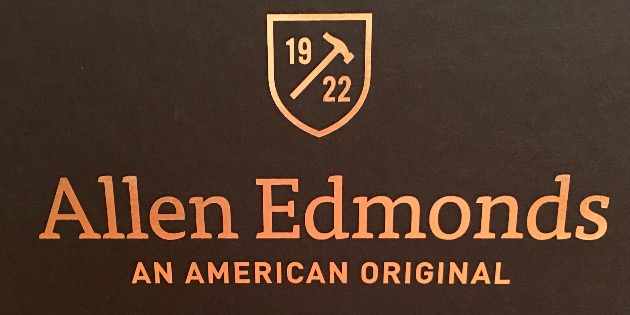 19
22
Allen Edmonds
AN AMERICAN ORIGINAL